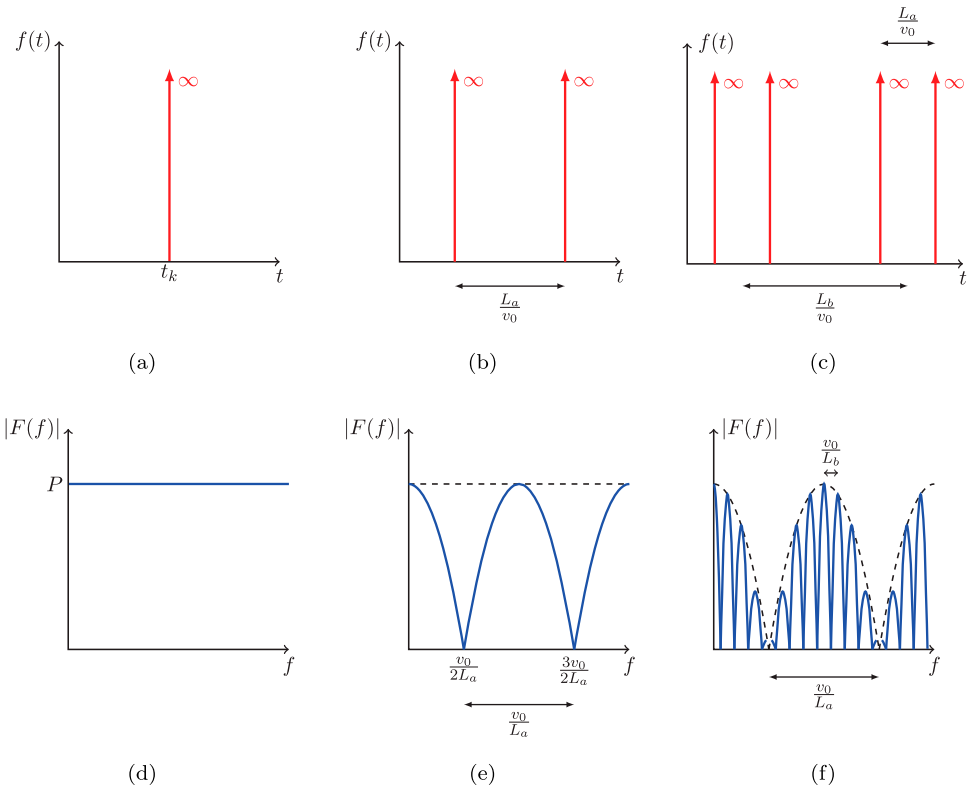 f(t)
∞
t_k
t
(a)
f(t)
∞
∞
t
L_a/v_0
(b)
L_a/v_0
f(t)
∞
∞
∞
∞
t
L_b/v_0
(c)
|F(f)|
P
f
(d)
|F(f)|
v_0/2L_a
3v_0/2L_a
f
v_0/L_a
(e)
|F(f)|
v_0/L_b
f
v_0/L_a
(f)